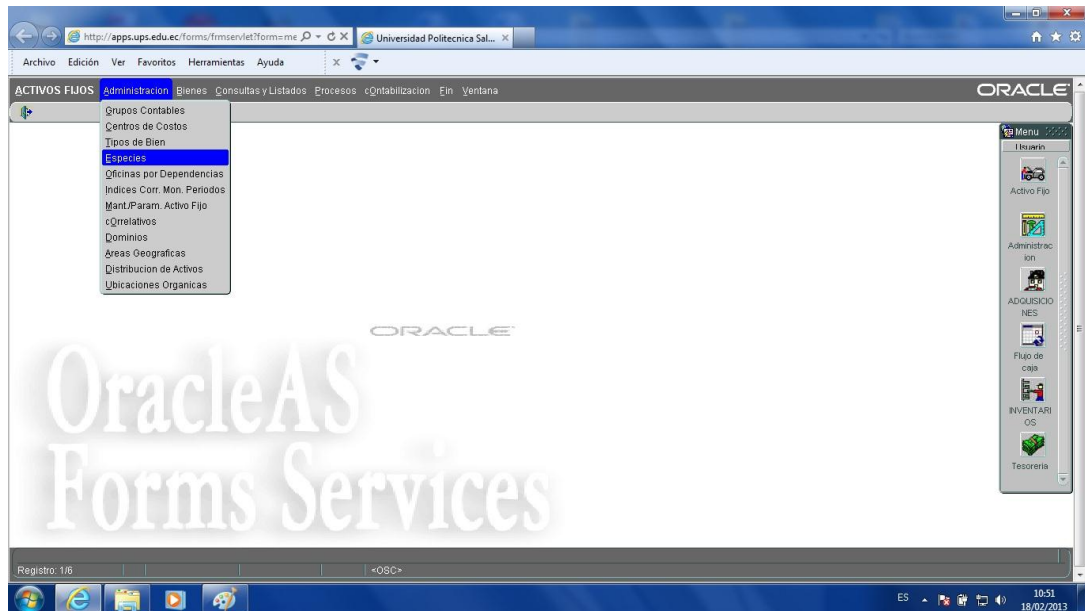 http://apps.ups.edu.ec/forms/frmservlet?form=me
Universidad Politecnica Sal...
Archivo Edición Ver Favoritos Herramientas Ayuda
ACTIVOS FIJOS Administracion Bienes Consultas y Listados Procesos cOntabilizacion Fin Ventana
ORACLE
Grupos Contables
Centros de Costos
Tipos de Bien
Especies
Oficinas por Dependencias
Indices Corr. Mon. Periodos
Mant./Param. Activo Fijo
cOrrelativos
Dominios
Areas Geograficas
Distribucion de Activos
Ubicaciones Organicas
Menu
Usuario
Activo Fijo
Administrac
ion
ADQUISICIO
NES
Flujo de
caja
INVENTARI
OS
Tesoreria
ORACLE
OracleAS
Forms Services
Registro: 1/6 <OSC>
ES 10:51
18/02/2013